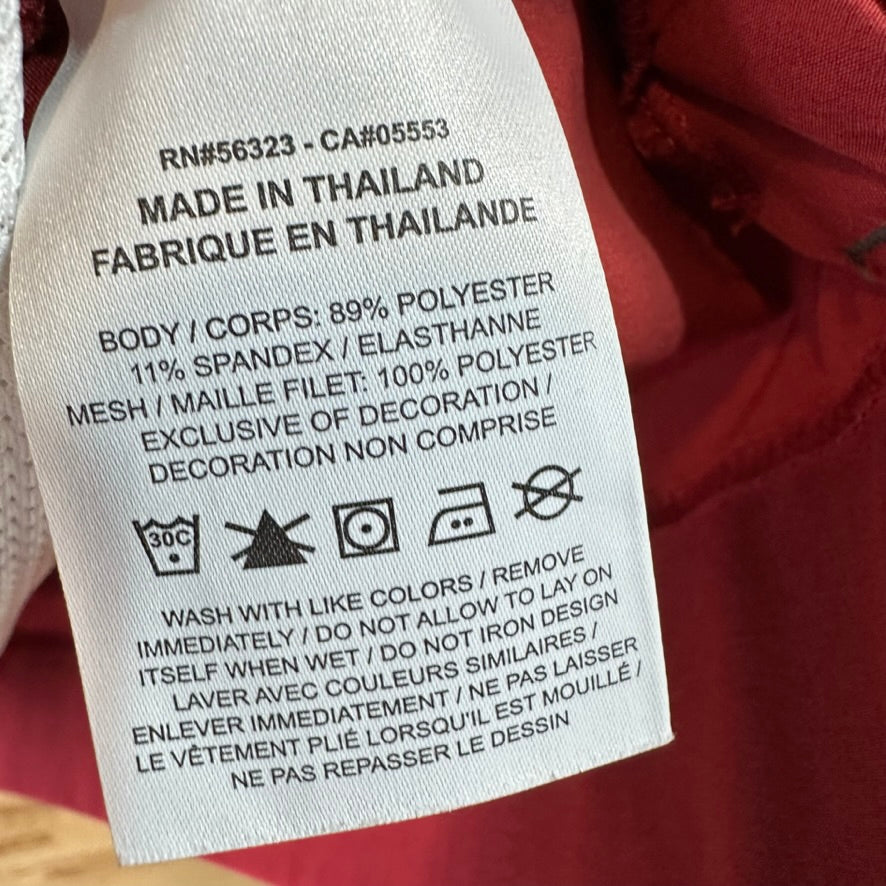 RN#56323 - CA#05553
MADE IN THAILAND
FABRIQUE EN THAILANDE
BODY / CORPS: 89% POLYESTER
11% SPANDEX / ELASTHANNE
MESH / MAILLE FILET: 100% POLYESTER
EXCLUSIVE OF DECORATION /
DECORATION NON COMPRISE
30C
WASH WITH LIKE COLORS / REMOVE
IMMEDIATELY / DO NOT ALLOW TO LAY ON
ITSELF WHEN WET / DO NOT IRON DESIGN
LAVER AVEC COULEURS SIMILAIRES /
ENLEVER IMMEDIATEMENT / NE PAS LAISSER
LE VÊTEMENT PLIÉ LORSQU'IL EST MOUILLÉ /
NE PAS REPASSER LE DESSIN